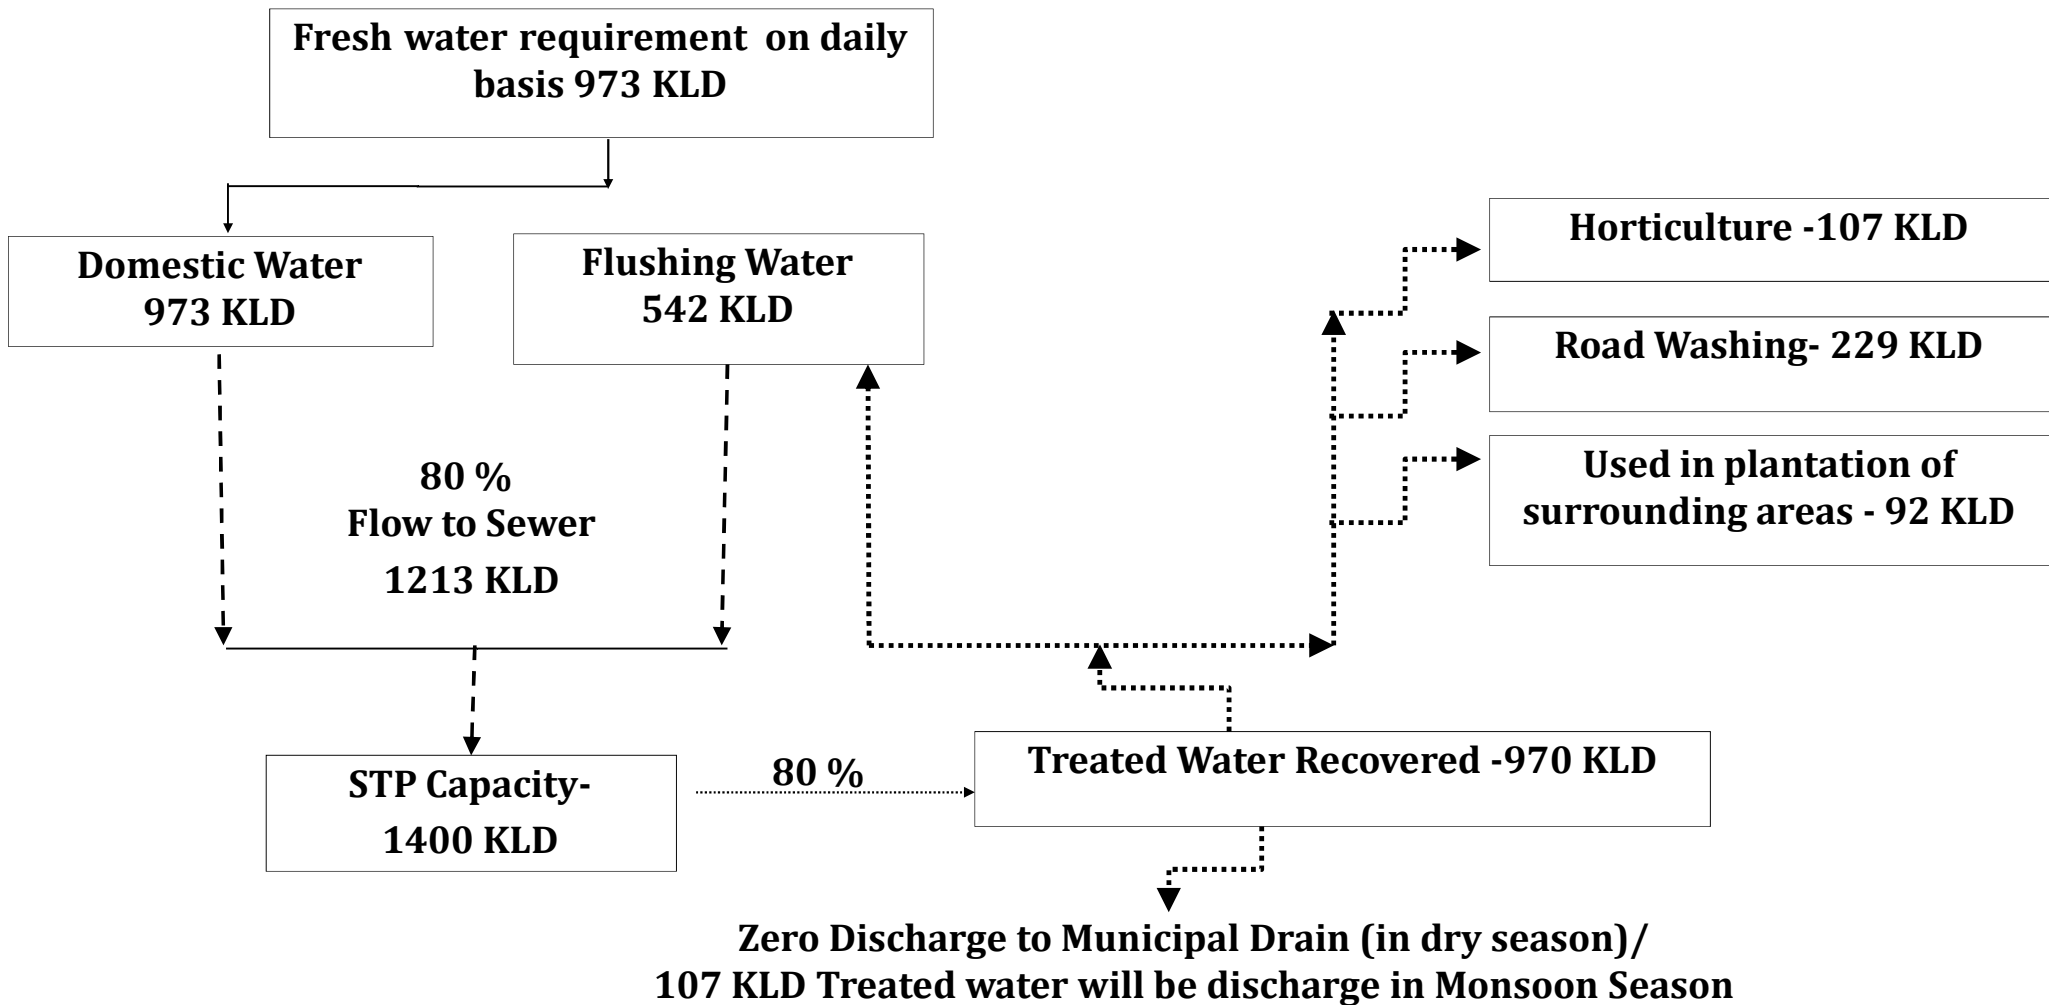 Fresh water requirement on daily
basis 973 KLD
Domestic Water
973 KLD
Flushing Water
542 KLD
Horticulture -107 KLD
Road Washing- 229 KLD
Used in plantation of
surrounding areas - 92 KLD
80 %
Flow to Sewer
1213 KLD
STP Capacity-
1400 KLD
80 %
Treated Water Recovered -970 KLD
Zero Discharge to Municipal Drain (in dry season)/
107 KLD Treated water will be discharge in Monsoon Season